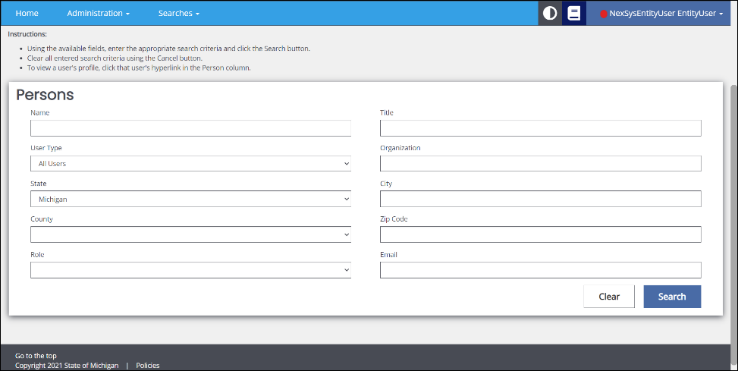 Home Administration Searches NexSysEntityUser EntityUser
Instructions:
Using the available fields, enter the appropriate search criteria and click the Search button.
Clear all entered search criteria using the Cancel button.
To view a user's profile, click that user's hyperlink in the Person column.
Persons
Name Title
User Type Organization
All Users
State City
Michigan
County Zip Code
Role Email
Clear Search
Go to the top
Copyright 2021 State of Michigan | Policies